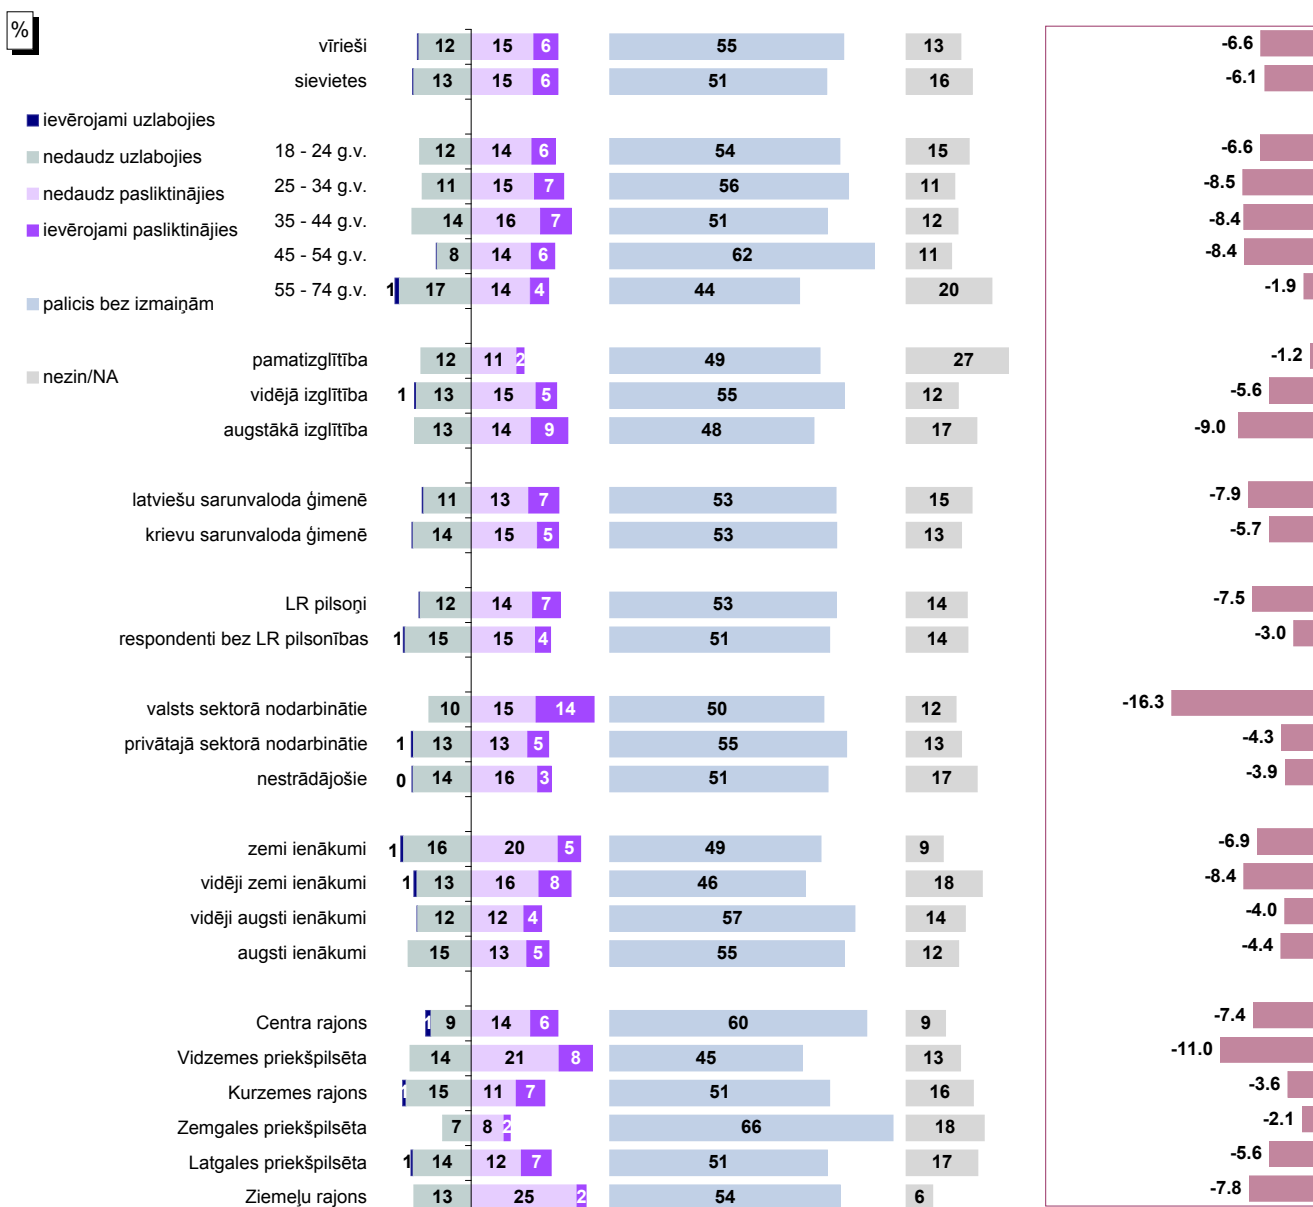 %
vīrieši 12 15 6 55 13 -6.6
sievietes 13 15 6 51 16 -6.1
ievērojami uzlabojies
nedaudz uzlabojies
nedaudz pasliktinājies
ievērojami pasliktinājies
palicis bez izmaiņām
nezin/NA
18 - 24 g.v. 12 14 6 54 15 -6.6
25 - 34 g.v. 11 15 7 56 11 -8.5
35 - 44 g.v. 14 16 7 51 12 -8.4
45 - 54 g.v. 8 14 6 62 11 -8.4
55 - 74 g.v. 1 17 14 4 44 20 -1.9
pamatizglītība 12 11 2 49 27 -1.2
vidējā izglītība 1 13 15 5 55 12 -5.6
augstākā izglītība 13 14 9 48 17 -9.0
latviešu sarunvaloda ģimenē 11 13 7 53 15 -7.9
krievu sarunvaloda ģimenē 14 15 5 53 13 -5.7
LR pilsoņi 12 14 7 53 14 -7.5
respondenti bez LR pilsonības 1 15 15 4 51 14 -3.0
valsts sektorā nodarbinātie 10 15 14 50 12 -16.3
privātajā sektorā nodarbinātie 1 13 13 5 55 13 -4.3
nestrādājošie 0 14 16 3 51 17 -3.9
zemi ienākumi 1 16 20 5 49 9 -6.9
vidēji zemi ienākumi 1 13 16 8 46 18 -8.4
vidēji augsti ienākumi 12 12 4 57 14 -4.0
augsti ienākumi 15 13 5 55 12 -4.4
Centra rajons 1 9 14 6 60 9 -7.4
Vidzemes priekšpilsēta 14 21 8 45 13 -11.0
Kurzemes rajons 1 15 11 7 51 16 -3.6
Zemgales priekšpilsēta 7 8 2 66 18 -2.1
Latgales priekšpilsēta 1 14 12 7 51 17 -5.6
Ziemeļu rajons 13 25 2 54 6 -7.8